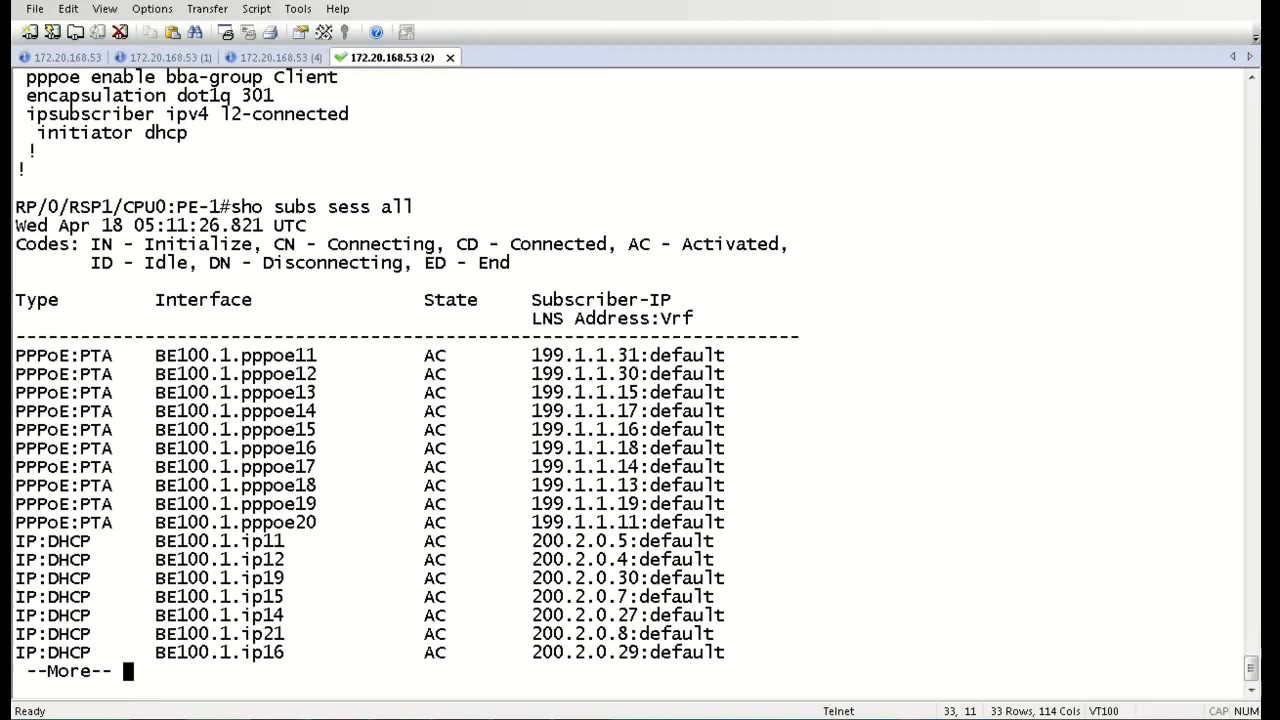 File Edit View Options Transfer Script Tools Help
172.20.168.53 172.20.168.53 (1) 172.20.168.53 (4) 172.20.168.53 (2)
pppoe enable bba-group Client
encapsulation dot1q 301
ipsubscriber ipv4 l2-connected
initiator dhcp
!
!
RP/0/RSP1/CPU0:PE-1#sho subs sess all
Wed Apr 18 05:11:26.821 UTC
Codes: IN - Initialize, CN - Connecting, CD - Connected, AC - Activated,
ID - Idle, DN - Disconnecting, ED - End
Type Interface State Subscriber-IP
LNS Address:Vrf
--------------------------------------------------------------------------
PPPoE:PTA BE100.1.pppoe11 AC 199.1.1.31:default
PPPoE:PTA BE100.1.pppoe12 AC 199.1.1.30:default
PPPoE:PTA BE100.1.pppoe13 AC 199.1.1.15:default
PPPoE:PTA BE100.1.pppoe14 AC 199.1.1.17:default
PPPoE:PTA BE100.1.pppoe15 AC 199.1.1.16:default
PPPoE:PTA BE100.1.pppoe16 AC 199.1.1.18:default
PPPoE:PTA BE100.1.pppoe17 AC 199.1.1.14:default
PPPoE:PTA BE100.1.pppoe18 AC 199.1.1.13:default
PPPoE:PTA BE100.1.pppoe19 AC 199.1.1.19:default
PPPoE:PTA BE100.1.pppoe20 AC 199.1.1.11:default
IP:DHCP BE100.1.ip11 AC 200.2.0.5:default
IP:DHCP BE100.1.ip12 AC 200.2.0.4:default
IP:DHCP BE100.1.ip19 AC 200.2.0.30:default
IP:DHCP BE100.1.ip15 AC 200.2.0.7:default
IP:DHCP BE100.1.ip14 AC 200.2.0.27:default
IP:DHCP BE100.1.ip21 AC 200.2.0.8:default
IP:DHCP BE100.1.ip16 AC 200.2.0.29:default
--More--
Ready Telnet 33, 11 33 Rows, 114 Cols VT100 CAP NUM